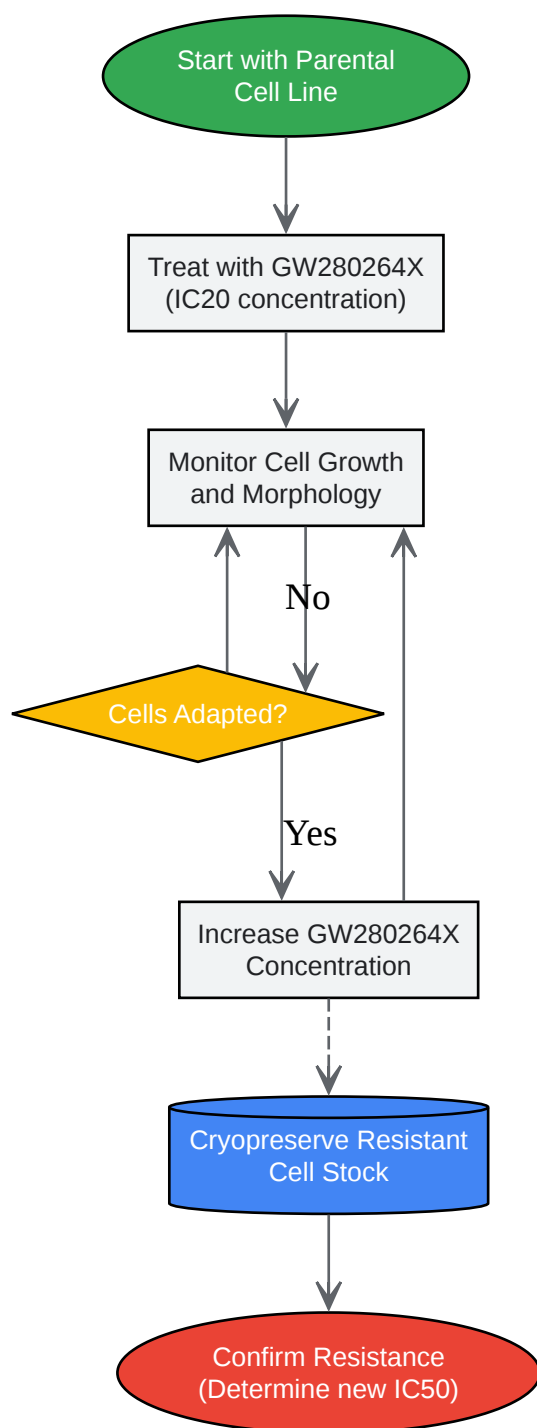 Start with Parental
Cell Line
Treat with GW280264X
(IC20 concentration)
Monitor Cell Growth
and Morphology
No
Cells Adapted?
Yes
Increase GW280264X
Concentration
Cryopreserve Resistant
Cell Stock
Confirm Resistance
(Determine new IC50)